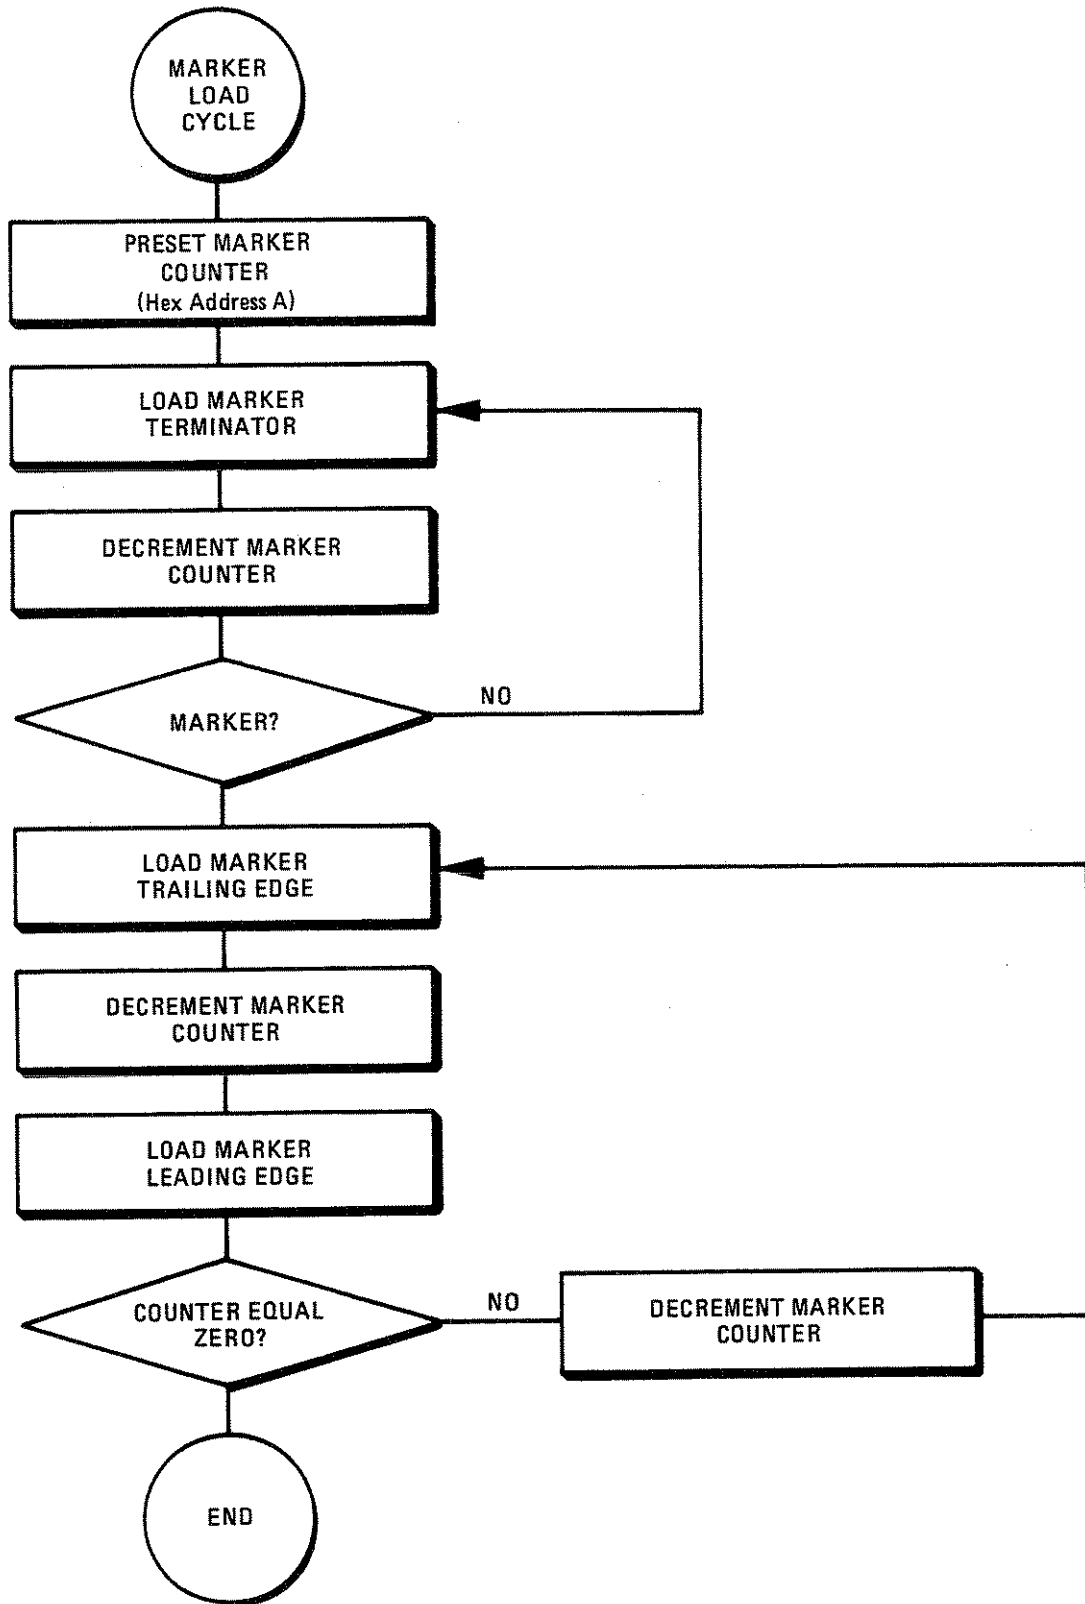 MARKER
LOAD
CYCLE
PRESET MARKER
COUNTER
(Hex Address A)
LOAD MARKER
TERMINATOR
DECREMENT MARKER
COUNTER
MARKER?
NO
LOAD MARKER
TRAILING EDGE
DECREMENT MARKER
COUNTER
LOAD MARKER
LEADING EDGE
COUNTER EQUAL
ZERO?
NO
DECREMENT MARKER
COUNTER
END